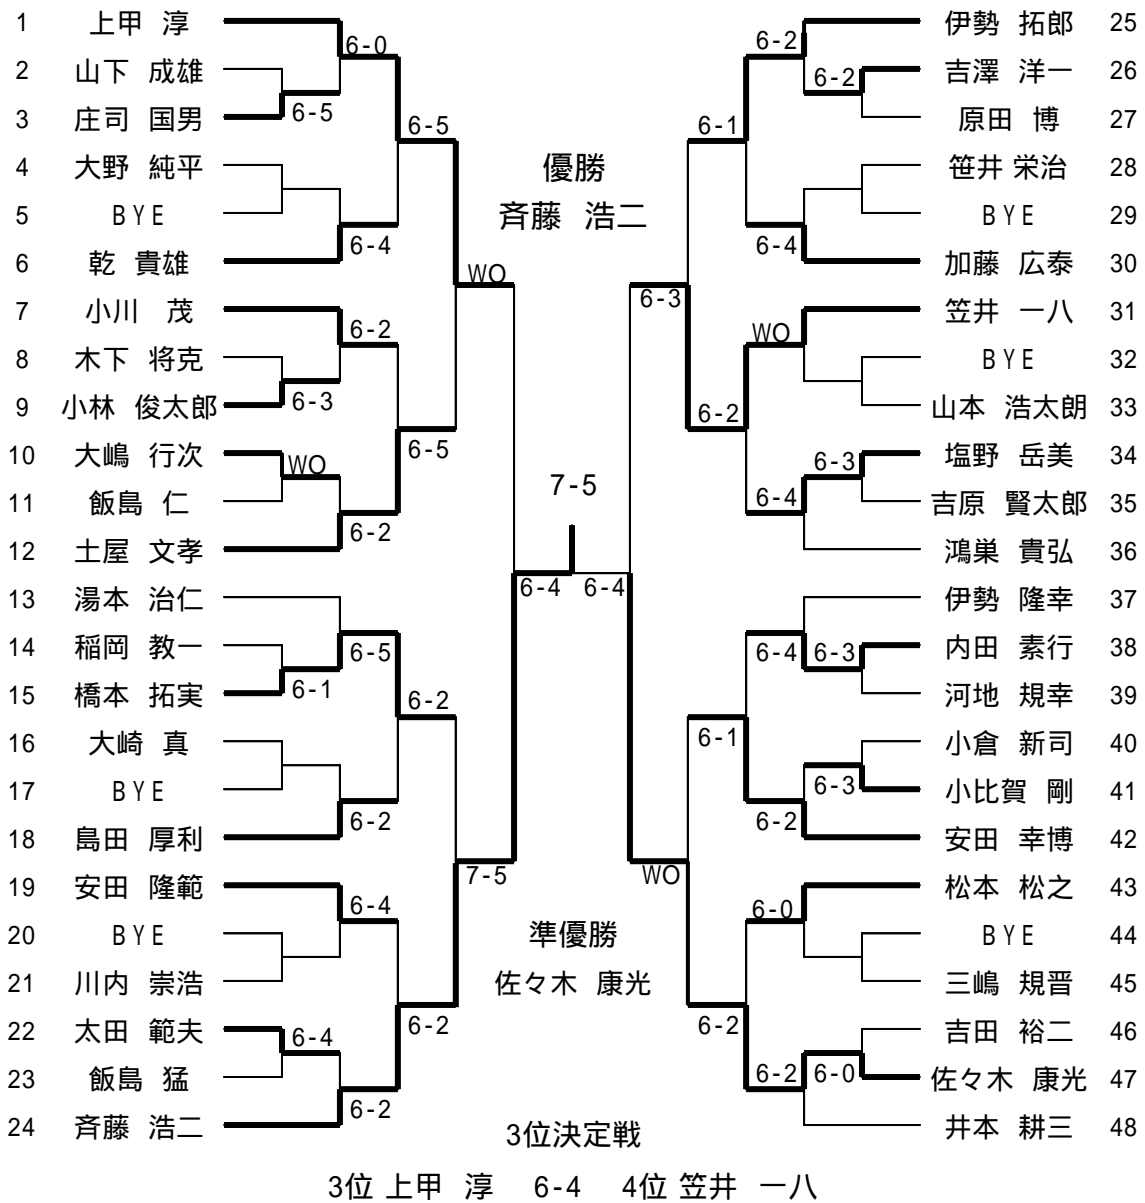 1 上甲 淳
6-0
2 山下 成雄
6-5
3 庄司 国男
6-5
4 大野 純平
5 BYE
6-4
6 乾 貴雄
WO
7 小川 茂
6-2
8 木下 将克
6-3
9 小林 俊太郎
6-5
10 大嶋 行次
WO
11 飯島 仁
6-2
12 土屋 文孝
13 湯本 治仁
14 稲岡 教一
6-5
6-1
15 橋本 拓実
6-2
16 大崎 真
17 BYE
6-2
18 島田 厚利
7-5
19 安田 隆範
6-4
20 BYE
21 川内 崇浩
6-2
22 太田 範夫
6-4
23 飯島 猛
6-2
24 斉藤 浩二
優勝
斉藤 浩二
7-5
6-4 6-4
準優勝
佐々木 康光
伊勢 拓郎 25
6-2
吉澤 洋一 26
6-2
原田 博 27
6-1
笹井 栄治 28
BYE 29
6-4
加藤 広泰 30
6-3
笠井 一八 31
WO
BYE 32
山本 浩太朗 33
6-2
塩野 岳美 34
6-3
吉原 賢太郎 35
6-4
鴻巣 貴弘 36
伊勢 隆幸 37
内田 素行 38
6-4 6-3
河地 規幸 39
小倉 新司 40
6-1
6-3
小比賀 剛 41
6-2
安田 幸博 42
WO
松本 松之 43
6-0
BYE 44
三嶋 規晋 45
6-2
吉田 裕二 46
6-2 6-0
佐々木 康光 47
井本 耕三 48
3位決定戦
3位 上甲 淳 6-4 4位 笠井 一八